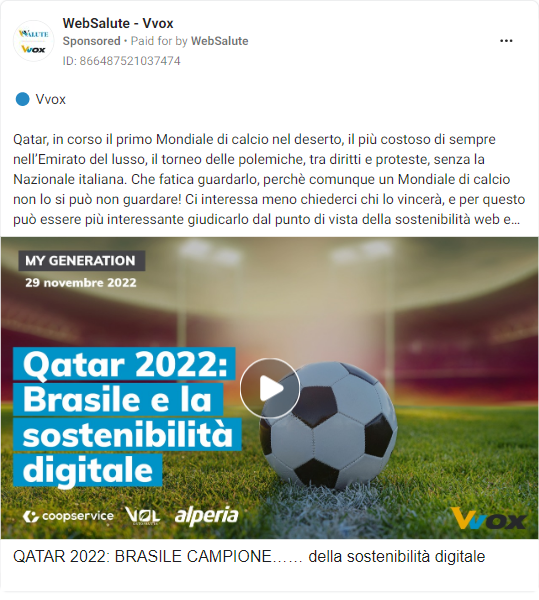 WebSalute - Vvox
Sponsored • Paid for by WebSalute
ID: 866487521037474
Vvox
Qatar, in corso il primo Mondiale di calcio nel deserto, il più costoso di sempre
nell'Emirato del lusso, il torneo delle polemiche, tra diritti e proteste, senza la
Nazionale italiana. Che fatica guardarlo, perchè comunque un Mondiale di calcio
non lo si può non guardare! Ci interessa meno chiederci chi lo vincerà, e per questo
può essere più interessante giudicarlo dal punto di vista della sostenibilità web e...
MY GENERATION
29 novembre 2022
Qatar 2022:
Brasile e la
sostenibilità
digitale
coopservice alperia
Vvox
QATAR 2022: BRASILE CAMPIONE…… della sostenibilità digitale